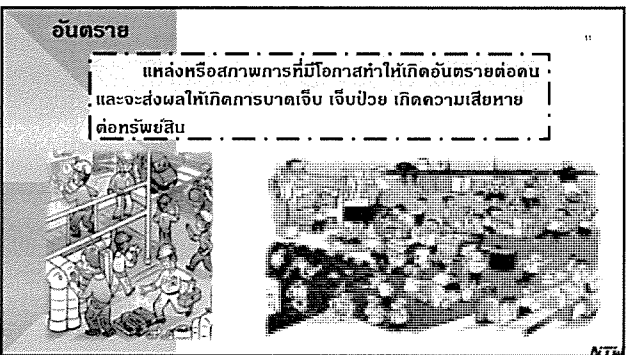 อันตราย
11
แหล่งหรือสภาพการที่มีโอกาสทำให้เกิดอันตรายต่อคน
และจะส่งผลให้เกิดการบาดเจ็บ เจ็บป่วย เกิดความเสียหาย
ต่อทรัพย์สิน